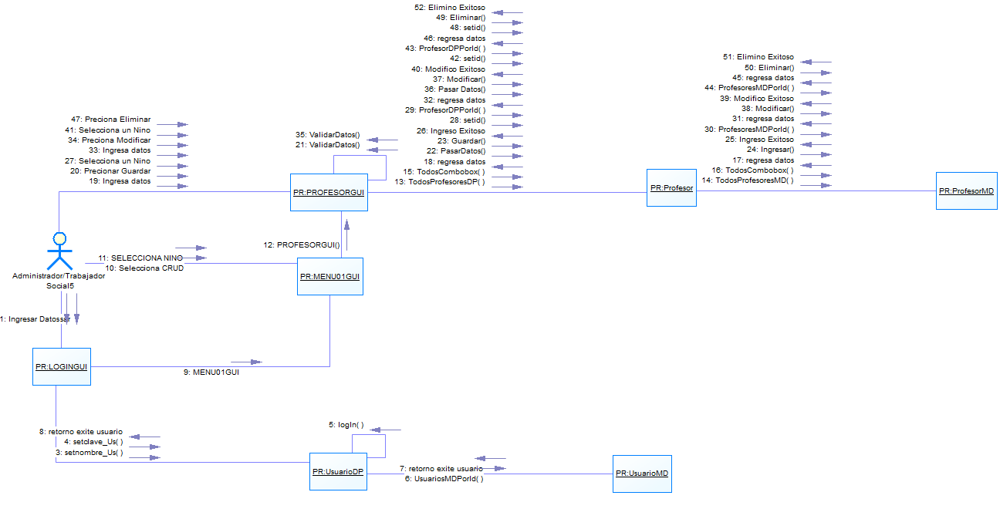 52: Elimino Exitoso
49: Eliminar()
48: setid()
46: regresa datos
43: ProfesorDPPorId( )
42: setid()
40: Modifico Exitoso
37: Modificar()
36: Pasar Datos()
32: regresa datos
29: ProfesorDPPorId( )
28: setid()
26: Ingreso Exitoso
23: Guardar()
22: PasarDatos()
18: regresa datos
15: TodosCombobox( )
13: TodosProfesoresDP( )
51: Elimino Exitoso
50: Eliminar()
45: regresa datos
44: ProfesoresMDPorId( )
39: Modifico Exitoso
38: Modificar()
31: regresa datos
30: ProfesoresMDPorId( )
25: Ingreso Exitoso
24: Ingresar()
17: regresa datos
16: TodosCombobox( )
14: TodosProfesoresMD( )
47: Preciona Eliminar
41: Selecciona un Nino
34: Preciona Modificar
33: Ingresa datos
27: Selecciona un Nino
20: Precionar Guardar
19: Ingresa datos
35: ValidarDatos()
21: ValidarDatos()
PR:PROFESORGUI
PR:Profesor
PR:ProfesorMD
12: PROFESORGUI()
11: SELECCIONA NINO
10: Selecciona CRUD
PR:MENU01GUI
Administrador/Trabajador
Social5
1: Ingresar Datos
PR:LOGINGUI
9: MENU01GUI
8: retorno exite usuario
4: setclave_Us( )
3: setnombre_Us( )
5: logIn( )
PR:UsuarioDP
7: retorno exite usuario
6: UsuariosMDPorId( )
PR:UsuarioMD